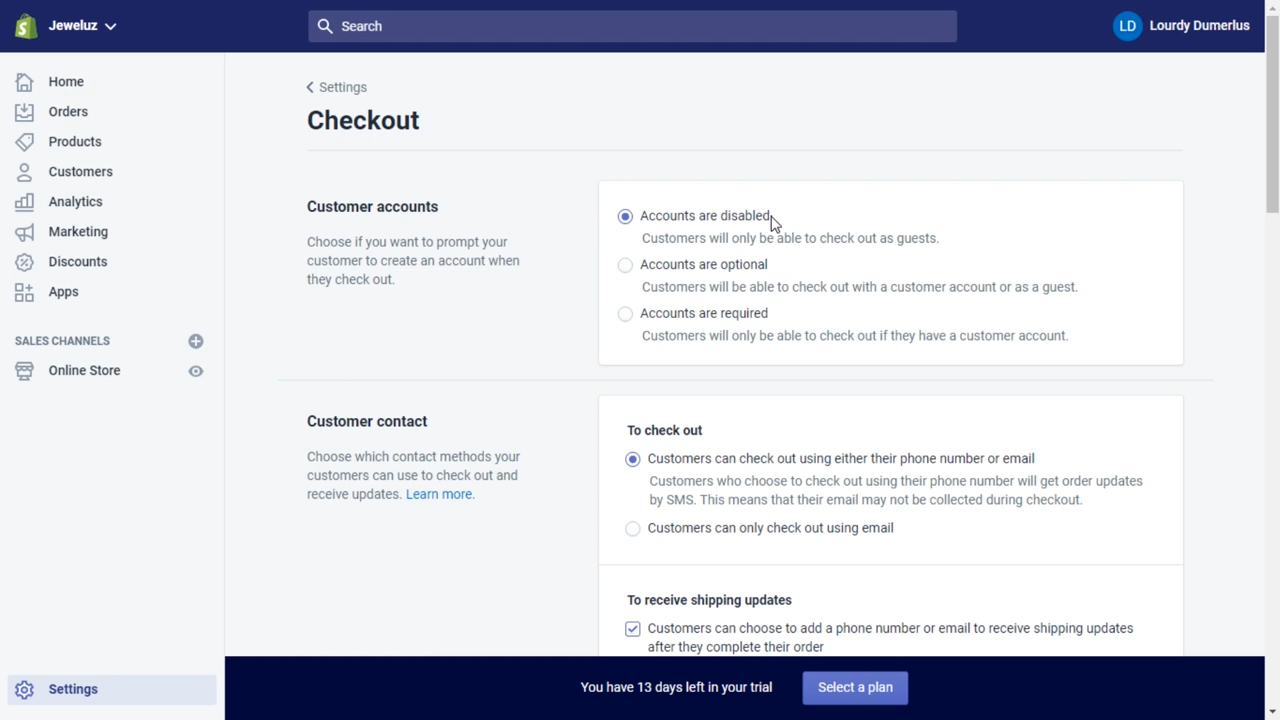 Jeweluz
Search
LD Lourdy Dumerlus
Home
Orders
Products
Customers
Analytics
Marketing
Discounts
Apps
SALES CHANNELS
Online Store
Settings
Settings
Checkout
Customer accounts
Choose if you want to prompt your
customer to create an account when
they check out.
Accounts are disabled
Customers will only be able to check out as guests.
Accounts are optional
Customers will be able to check out with a customer account or as a guest.
Accounts are required
Customers will only be able to check out if they have a customer account.
Customer contact
Choose which contact methods your
customers can use to check out and
receive updates. Learn more.
To check out
Customers can check out using either their phone number or email
Customers who choose to check out using their phone number will get order updates
by SMS. This means that their email may not be collected during checkout.
Customers can only check out using email
To receive shipping updates
Customers can choose to add a phone number or email to receive shipping updates
after they complete their order
You have 13 days left in your trial
Select a plan